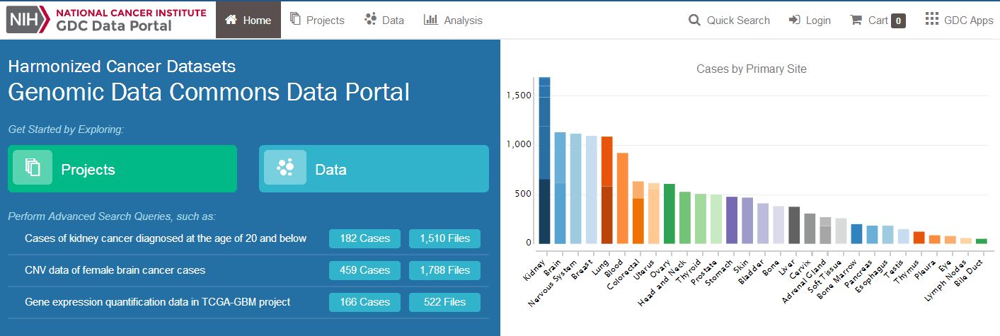 NIH NATIONAL CANCER INSTITUTE
GDC Data Portal
Home
Projects
Data
Analysis
Quick Search
Login
Cart 0
GDC Apps
Harmonized Cancer Datasets
Genomic Data Commons Data Portal
Get Started by Exploring:
Projects
Data
Perform Advanced Search Queries, such as:
Cases of kidney cancer diagnosed at the age of 20 and below
182 Cases
1,510 Files
CNV data of female brain cancer cases
459 Cases
1,788 Files
Gene expression quantification data in TCGA-GBM project
166 Cases
522 Files
Cases by Primary Site
1,500
1,000
500
0
Kidney
Brain
Nervous System
Breast
Lung
Blood
Colorectal
Uterus
Ovary
Head and Neck
Thyroid
Prostate
Stomach
Skin
Bladder
Bone
Liver
Cervix
Adrenal Gland
Soft Tissue
Bone Marrow
Pancreas
Esophagus
Testis
Thymus
Pleura
Eye
Lymph Nodes
Bile Duct